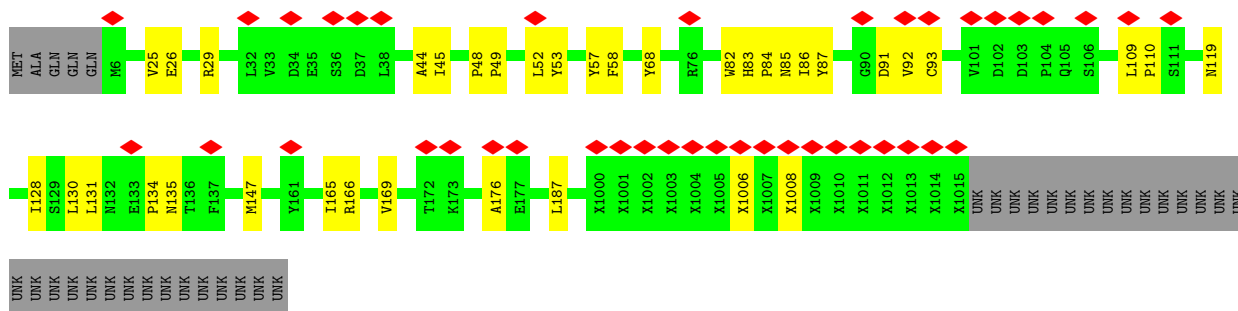 MET ALA GLN GLN GLN M6 V25 E26 R29 L32 V33 D34 E35 S36 D37 L38 A44 I45 P48 P49 L52 Y53 Y57 F58 Y68 R76 W82 H83 P84 N85 I86 Y87 G90 D91 V92 C93 V101 D102 D103 P104 Q105 S106 L109 P110 S111 N119
I128 S129 L130 L131 N132 E133 P134 N135 T136 F137 M147 Y161 I165 R166 V169 T172 K173 A176 E177 L187 X1000 X1001 X1002 X1003 X1004 X1005 X1006 X1007 X1008 X1009 X1010 X1011 X1012 X1013 X1014 X1015 UNK UNK UNK UNK UNK UNK UNK UNK UNK UNK UNK UNK UNK UNK
UNK UNK UNK UNK UNK UNK UNK UNK UNK UNK UNK UNK UNK UNK